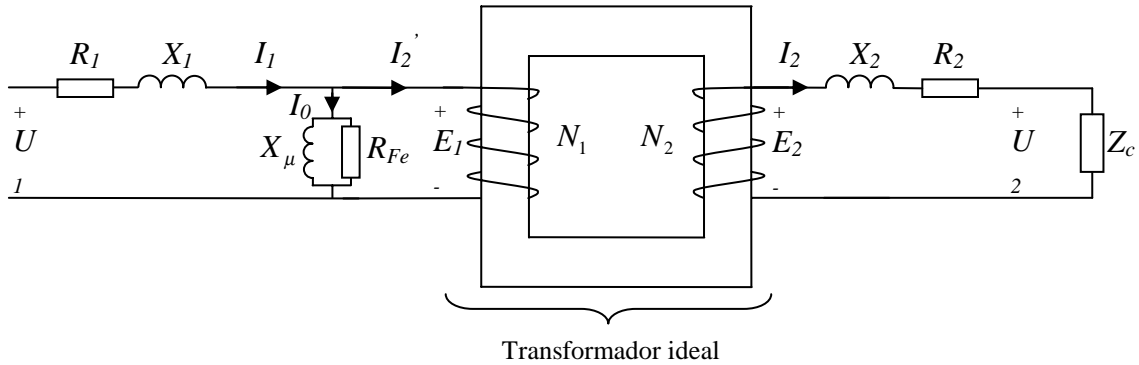 R1 X1 I1 I2' I2 X2 R2
+ I0 + + +
U Xμ RFe E1 N1 N2 E2 U Zc
1 - - 2
Transformador ideal